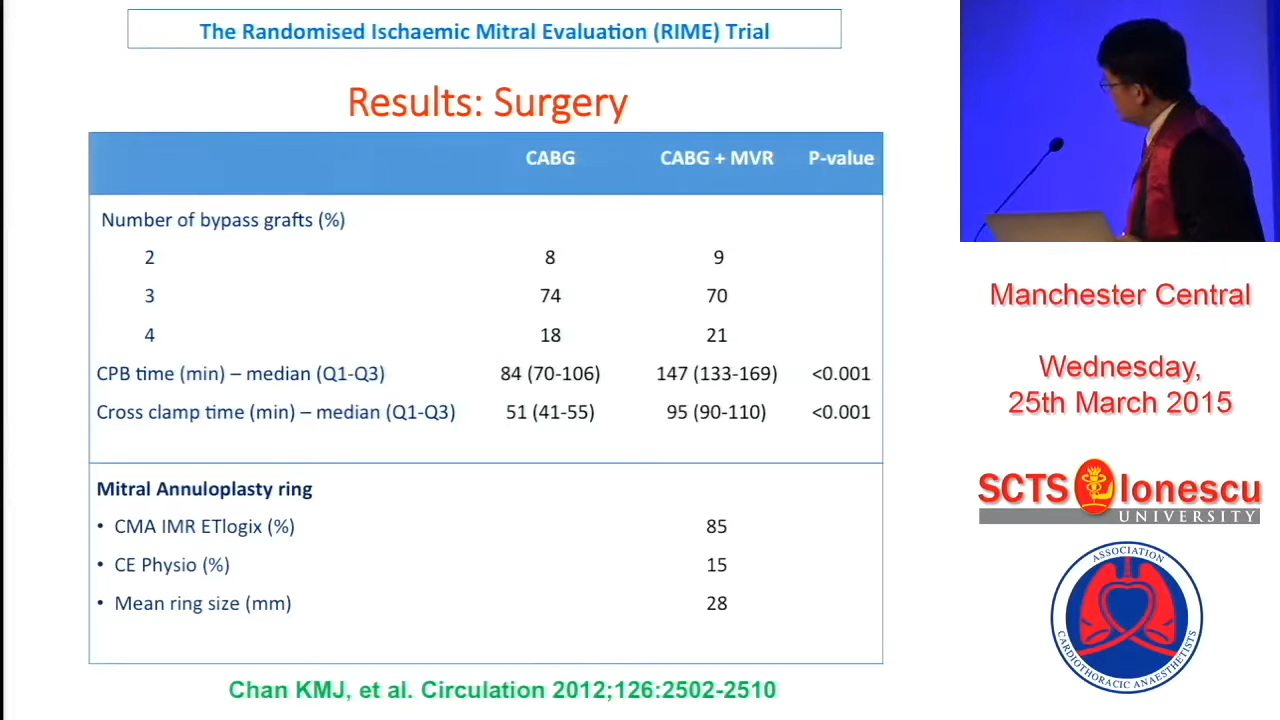 The Randomised Ischaemic Mitral Evaluation (RIME) Trial
Results: Surgery
CABG CABG + MVR P-value
Number of bypass grafts (%)
2 8 9
3 74 70
4 18 21
CPB time (min) – median (Q1-Q3) 84 (70-106) 147 (133-169) <0.001
Cross clamp time (min) – median (Q1-Q3) 51 (41-55) 95 (90-110) <0.001
Mitral Annuloplasty ring
• CMA IMR ETlogix (%) 85
• CE Physio (%) 15
• Mean ring size (mm) 28
Chan KMJ, et al. Circulation 2012;126:2502-2510
Manchester Central
Wednesday,
25th March 2015
SCTS Ionescu
UNIVERSITY
ASSOCIATION
CARDIOTHORACIC ANAESTHETISTS